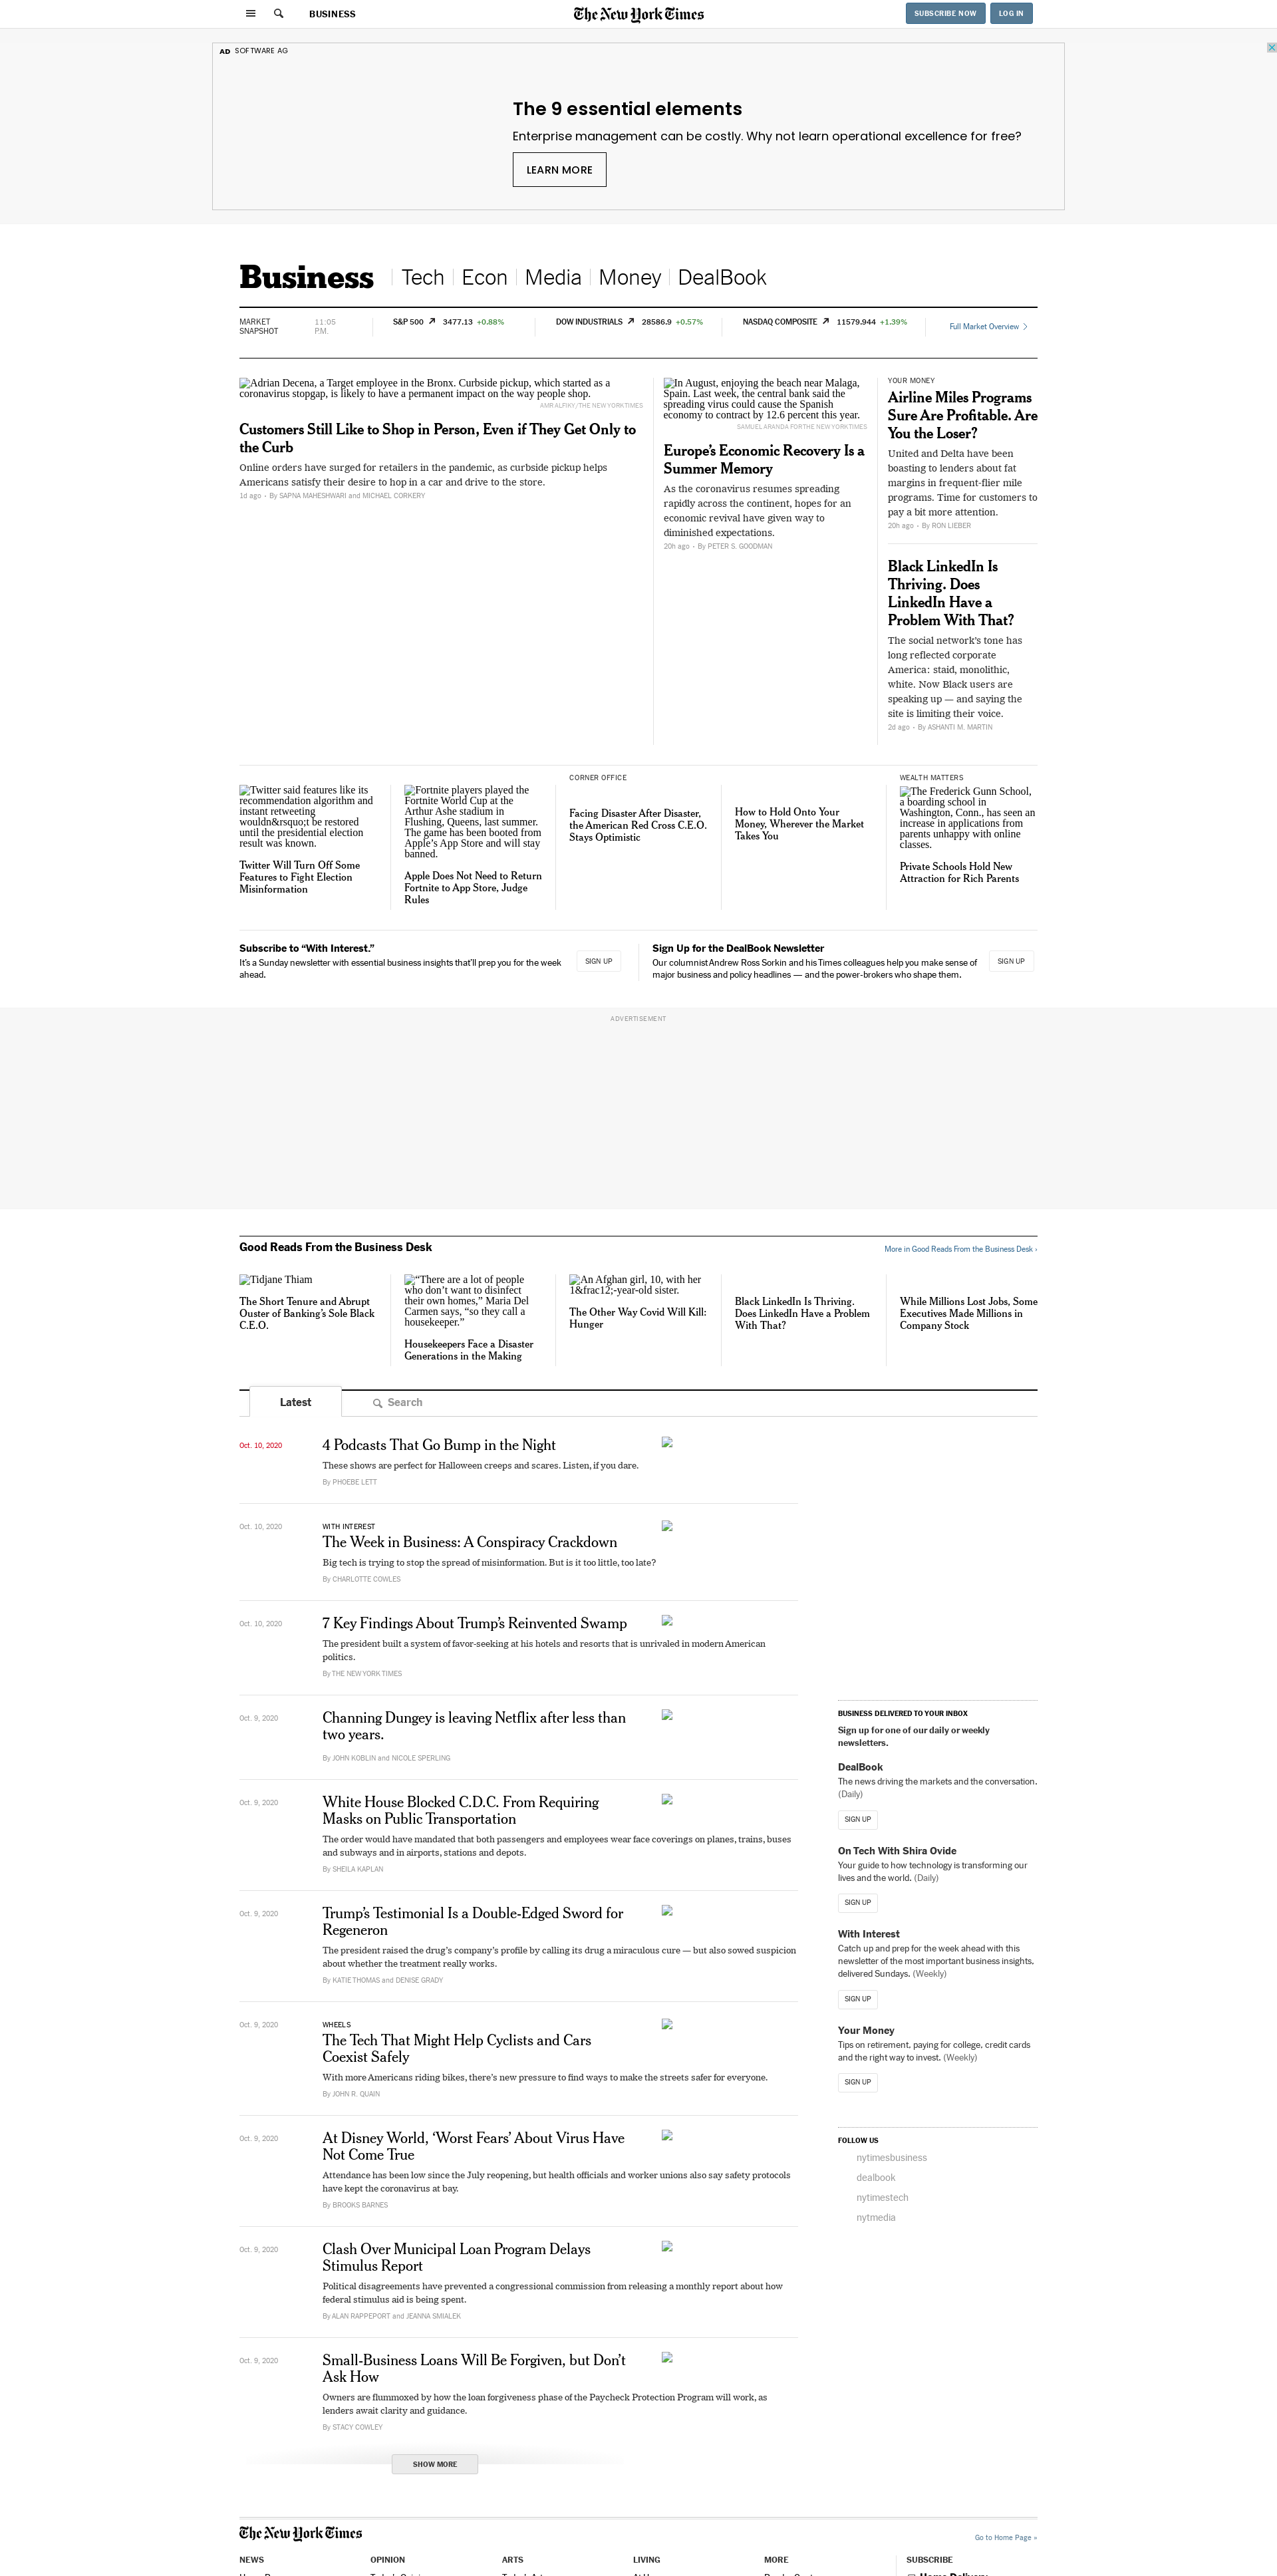 BUSINESS
The New York Times
SUBSCRIBE NOW
LOG IN
AD SOFTWARE AG
The 9 essential elements
Enterprise management can be costly. Why not learn operational excellence for free?
LEARN MORE
Business
Tech
Econ
Media
Money
DealBook
MARKET
SNAPSHOT
11:05
P.M.
S&P 500 3477.13 +0.88%
DOW INDUSTRIALS 28586.9 +0.57%
NASDAQ COMPOSITE 11579.944 +1.39%
Full Market Overview
Adrian Decena, a Target employee in the Bronx. Curbside pickup, which started as a
coronavirus stopgap, is likely to have a permanent impact on the way people shop.
AMR ALFIKY/THE NEW YORK TIMES
Customers Still Like to Shop in Person, Even if They Get Only to
the Curb
Online orders have surged for retailers in the pandemic, as curbside pickup helps
Americans satisfy their desire to hop in a car and drive to the store.
1d ago • By SAPNA MAHESHWARI and MICHAEL CORKERY
In August, enjoying the beach near Malaga,
Spain. Last week, the central bank said the
spreading virus could cause the Spanish
economy to contract by 12.6 percent this year.
SAMUEL ARANDA FOR THE NEW YORK TIMES
Europe’s Economic Recovery Is a
Summer Memory
As the coronavirus resumes spreading
rapidly across the continent, hopes for an
economic revival have given way to
diminished expectations.
20h ago • By PETER S. GOODMAN
YOUR MONEY
Airline Miles Programs
Sure Are Profitable. Are
You the Loser?
United and Delta have been
boasting to lenders about fat
margins in frequent-flier mile
programs. Time for customers to
pay a bit more attention.
20h ago • By RON LIEBER
Black LinkedIn Is
Thriving. Does
LinkedIn Have a
Problem With That?
The social network’s tone has
long reflected corporate
America: staid, monolithic,
white. Now Black users are
speaking up — and saying the
site is limiting their voice.
2d ago • By ASHANTI M. MARTIN
Twitter said features like its
recommendation algorithm and
instant retweeting
wouldn&rsquo;t be restored
until the presidential election
result was known.
Twitter Will Turn Off Some
Features to Fight Election
Misinformation
Fortnite players played the
Fortnite World Cup at the
Arthur Ashe stadium in
Flushing, Queens, last summer.
The game has been booted from
Apple’s App Store and will stay
banned.
Apple Does Not Need to Return
Fortnite to App Store, Judge
Rules
CORNER OFFICE
Facing Disaster After Disaster,
the American Red Cross C.E.O.
Stays Optimistic
How to Hold Onto Your
Money, Wherever the Market
Takes You
WEALTH MATTERS
The Frederick Gunn School,
a boarding school in
Washington, Conn., has seen an
increase in applications from
parents unhappy with online
classes.
Private Schools Hold New
Attraction for Rich Parents
Subscribe to “With Interest.”
It’s a Sunday newsletter with essential business insights that’ll prep you for the week
ahead.
SIGN UP
Sign Up for the DealBook Newsletter
Our columnist Andrew Ross Sorkin and his Times colleagues help you make sense of
major business and policy headlines — and the power-brokers who shape them.
SIGN UP
ADVERTISEMENT
Good Reads From the Business Desk
More in Good Reads From the Business Desk ›
Tidjane Thiam
The Short Tenure and Abrupt
Ouster of Banking’s Sole Black
C.E.O.
“There are a lot of people
who don’t want to disinfect
their own homes,” Maria Del
Carmen says, “so they call a
housekeeper.”
Housekeepers Face a Disaster
Generations in the Making
An Afghan girl, 10, with her
1&frac12;-year-old sister.
The Other Way Covid Will Kill:
Hunger
Black LinkedIn Is Thriving.
Does LinkedIn Have a Problem
With That?
While Millions Lost Jobs, Some
Executives Made Millions in
Company Stock
Latest
Search
Oct. 10, 2020
4 Podcasts That Go Bump in the Night
These shows are perfect for Halloween creeps and scares. Listen, if you dare.
By PHOEBE LETT
Oct. 10, 2020
WITH INTEREST
The Week in Business: A Conspiracy Crackdown
Big tech is trying to stop the spread of misinformation. But is it too little, too late?
By CHARLOTTE COWLES
Oct. 10, 2020
7 Key Findings About Trump’s Reinvented Swamp
The president built a system of favor-seeking at his hotels and resorts that is unrivaled in modern American
politics.
By THE NEW YORK TIMES
Oct. 9, 2020
Channing Dungey is leaving Netflix after less than
two years.
By JOHN KOBLIN and NICOLE SPERLING
Oct. 9, 2020
White House Blocked C.D.C. From Requiring
Masks on Public Transportation
The order would have mandated that both passengers and employees wear face coverings on planes, trains, buses
and subways and in airports, stations and depots.
By SHEILA KAPLAN
Oct. 9, 2020
Trump’s Testimonial Is a Double-Edged Sword for
Regeneron
The president raised the drug’s company’s profile by calling its drug a miraculous cure — but also sowed suspicion
about whether the treatment really works.
By KATIE THOMAS and DENISE GRADY
Oct. 9, 2020
WHEELS
The Tech That Might Help Cyclists and Cars
Coexist Safely
With more Americans riding bikes, there’s new pressure to find ways to make the streets safer for everyone.
By JOHN R. QUAIN
Oct. 9, 2020
At Disney World, ‘Worst Fears’ About Virus Have
Not Come True
Attendance has been low since the July reopening, but health officials and worker unions also say safety protocols
have kept the coronavirus at bay.
By BROOKS BARNES
Oct. 9, 2020
Clash Over Municipal Loan Program Delays
Stimulus Report
Political disagreements have prevented a congressional commission from releasing a monthly report about how
federal stimulus aid is being spent.
By ALAN RAPPEPORT and JEANNA SMIALEK
Oct. 9, 2020
Small-Business Loans Will Be Forgiven, but Don’t
Ask How
Owners are flummoxed by how the loan forgiveness phase of the Paycheck Protection Program will work, as
lenders await clarity and guidance.
By STACY COWLEY
SHOW MORE
BUSINESS DELIVERED TO YOUR INBOX
Sign up for one of our daily or weekly
newsletters.
DealBook
The news driving the markets and the conversation.
(Daily)
SIGN UP
On Tech With Shira Ovide
Your guide to how technology is transforming our
lives and the world. (Daily)
SIGN UP
With Interest
Catch up and prep for the week ahead with this
newsletter of the most important business insights,
delivered Sundays. (Weekly)
SIGN UP
Your Money
Tips on retirement, paying for college, credit cards
and the right way to invest. (Weekly)
SIGN UP
FOLLOW US
nytimesbusiness
dealbook
nytimestech
nytmedia
The New York Times
Go to Home Page »
NEWS
OPINION
ARTS
LIVING
MORE
SUBSCRIBE